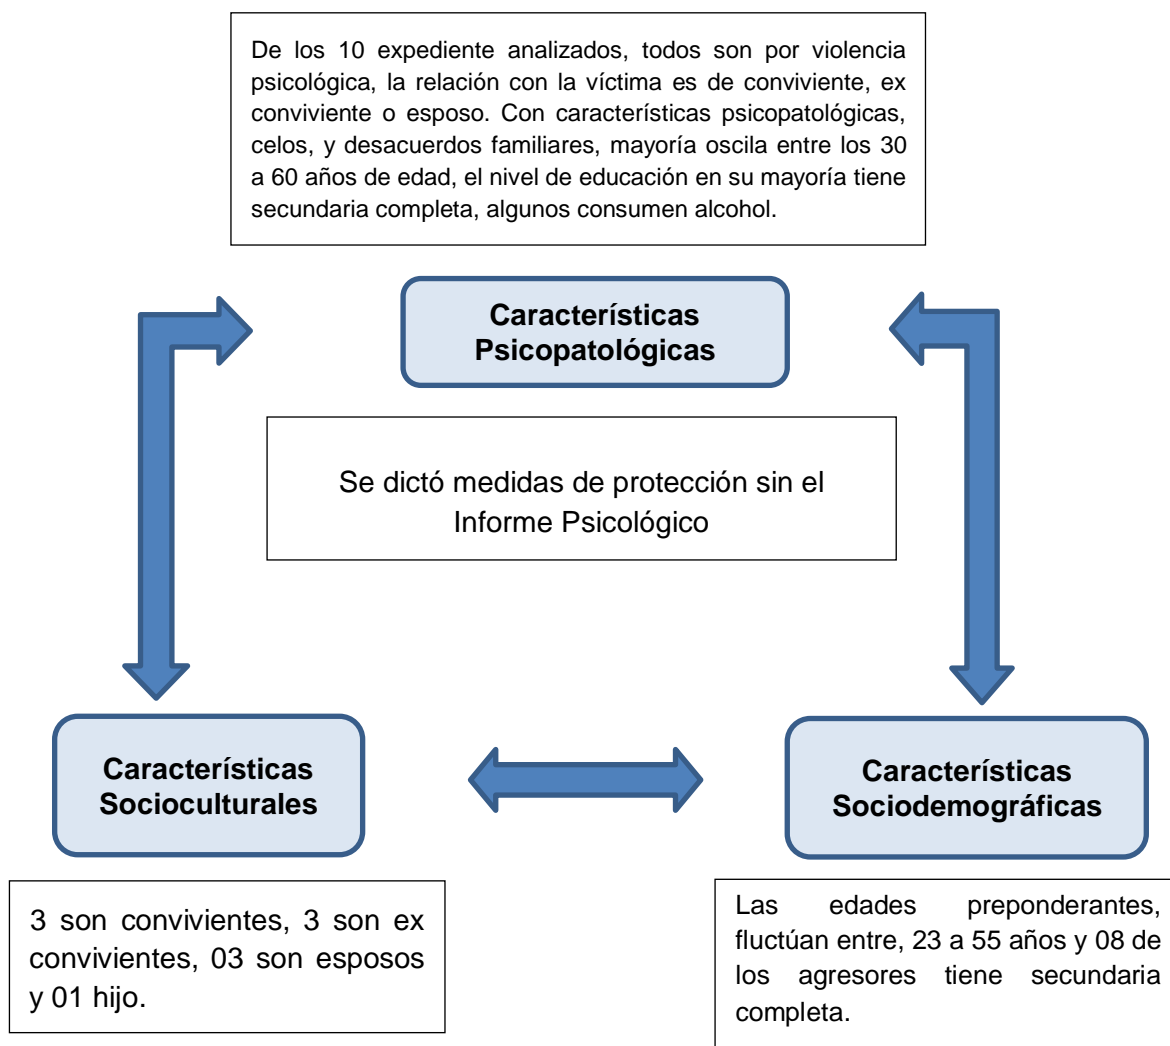 De los 10 expediente analizados, todos son por violencia
psicológica, la relación con la víctima es de conviviente, ex
conviviente o esposo. Con características psicopatológicas,
celos, y desacuerdos familiares, mayoría oscila entre los 30
a 60 años de edad, el nivel de educación en su mayoría tiene
secundaria completa, algunos consumen alcohol.
Características
Psicopatológicas
Se dictó medidas de protección sin el
Informe Psicológico
Características
Socioculturales
Características
Sociodemográficas
3 son convivientes, 3 son ex
convivientes, 03 son esposos
y 01 hijo.
Las edades preponderantes,
fluctúan entre, 23 a 55 años y 08 de
los agresores tiene secundaria
completa.